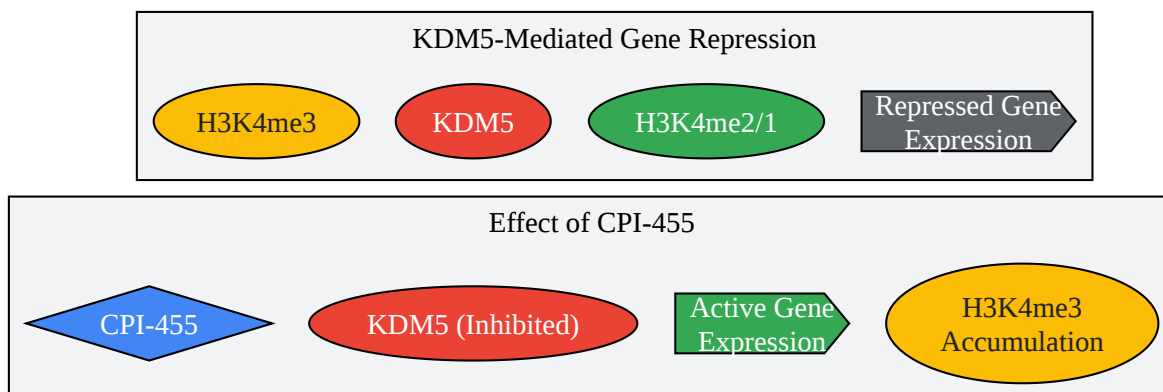 KDM5-Mediated Gene Repression
H3K4me3
KDM5
H3K4me2/1
Repressed Gene
Expression
Effect of CPI-455
CPI-455
KDM5 (Inhibited)
Active Gene
Expression
H3K4me3
Accumulation